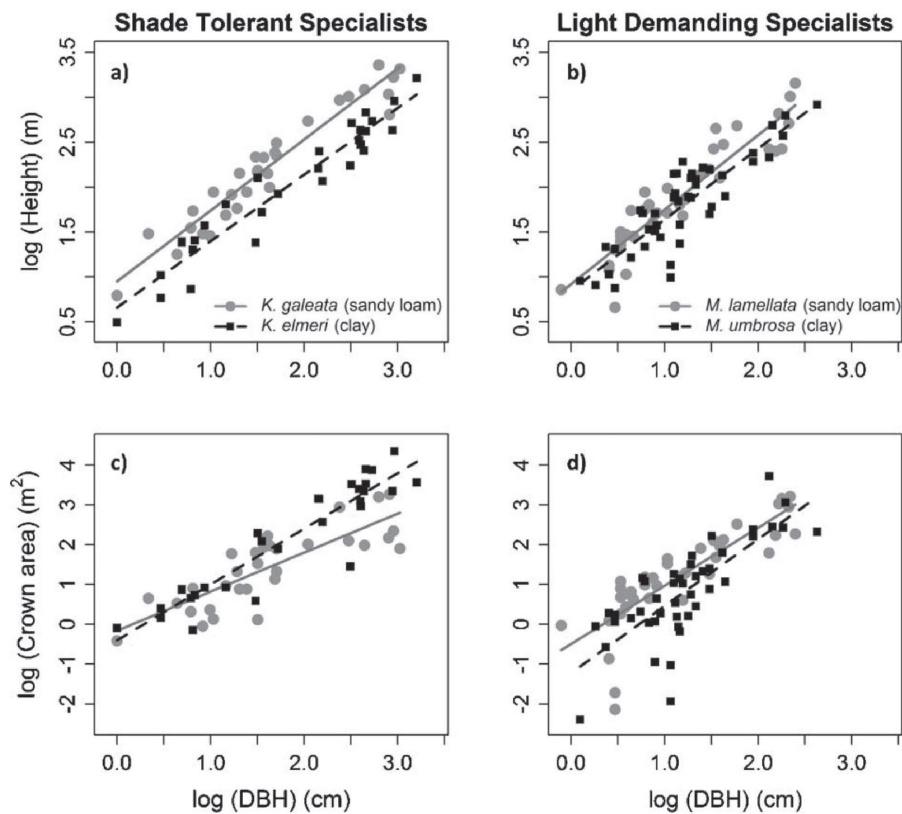 Shade Tolerant Specialists
Light Demanding Specialists
a)
b)
log (Height) (m)
3.5
2.5
1.5
0.5
K. galeata (sandy loam)
K. elmeri (clay)
0.0 1.0 2.0 3.0
3.5
2.5
1.5
0.5
M. lamellata (sandy loam)
M. umbrosa (clay)
0.0 1.0 2.0 3.0
c)
d)
log (Crown area) (m²)
4
3
2
1
0
-1
-2
0.0 1.0 2.0 3.0
log (DBH) (cm)
4
3
2
1
0
-1
-2
0.0 1.0 2.0 3.0
log (DBH) (cm)